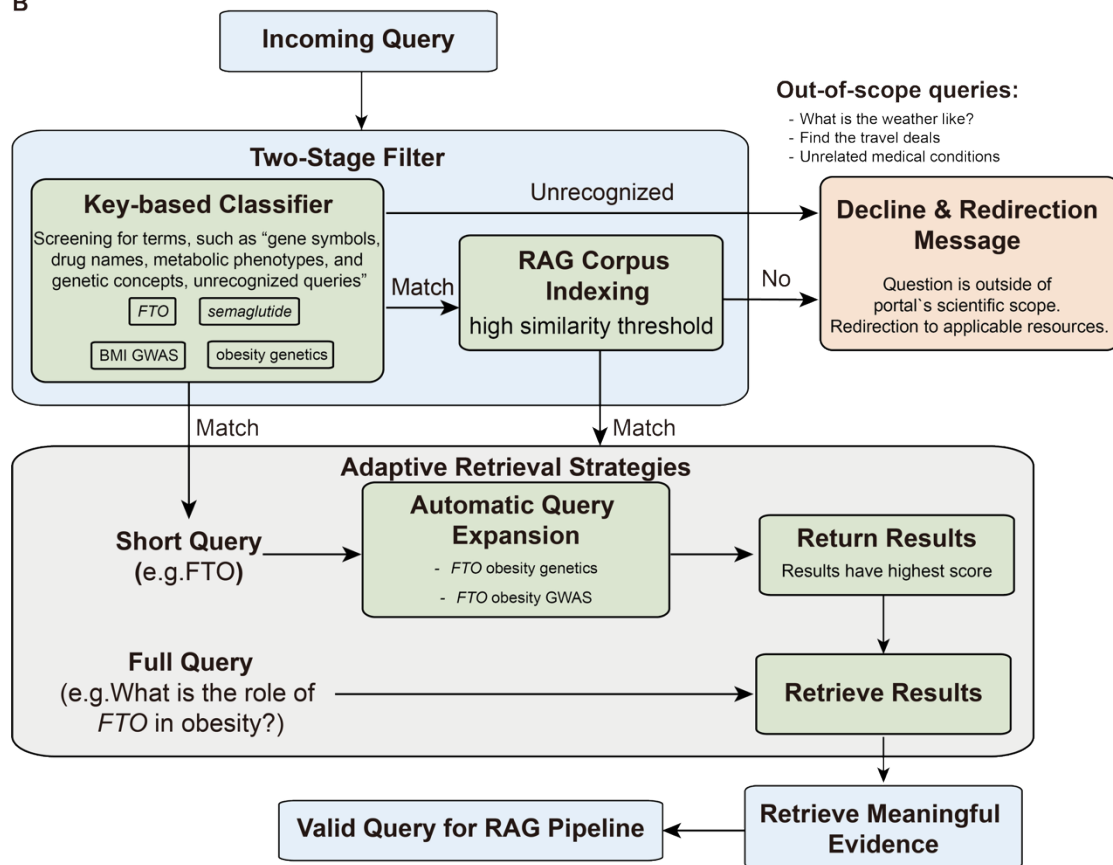 B
Incoming Query
Out-of-scope queries:
- What is the weather like?
- Find the travel deals
- Unrelated medical conditions
Two-Stage Filter
Key-based Classifier
Screening for terms, such as “gene symbols,
drug names, metabolic phenotypes, and
genetic concepts, unrecognized queries”
FTO
semaglutide
BMI GWAS
obesity genetics
Unrecognized
Match
RAG Corpus
Indexing
high similarity threshold
No
Decline & Redirection
Message
Question is outside of
portal`s scientific scope.
Redirection to applicable resources.
Match
Match
Adaptive Retrieval Strategies
Short Query
(e.g.FTO)
Automatic Query
Expansion
- FTO obesity genetics
- FTO obesity GWAS
Return Results
Results have highest score
Full Query
(e.g.What is the role of
FTO in obesity?)
Retrieve Results
Valid Query for RAG Pipeline
Retrieve Meaningful
Evidence